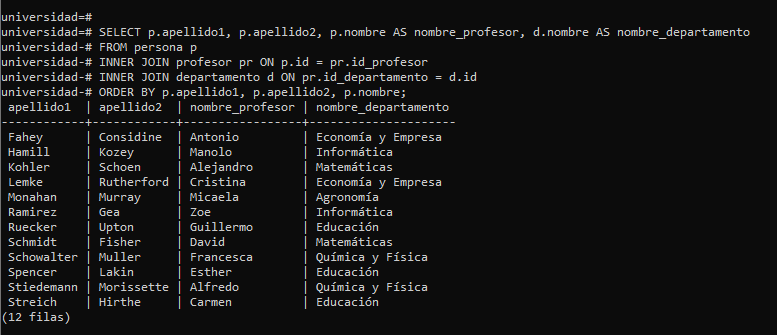 universidad=#
universidad=# SELECT p.apellido1, p.apellido2, p.nombre AS nombre_profesor, d.nombre AS nombre_departamento
universidad-# FROM persona p
universidad-# INNER JOIN profesor pr ON p.id = pr.id_profesor
universidad-# INNER JOIN departamento d ON pr.id_departamento = d.id
universidad-# ORDER BY p.apellido1, p.apellido2, p.nombre;
 apellido1  | apellido2  | nombre_profesor | nombre_departamento
------------+------------+-----------------+---------------------
 Fahey      | Considine  | Antonio         | Economía y Empresa
 Hamill     | Kozey      | Manolo          | Informática
 Kohler     | Schoen     | Alejandro       | Matemáticas
 Lemke      | Rutherford | Cristina        | Economía y Empresa
 Monahan    | Murray     | Micaela         | Agronomía
 Ramirez    | Gea        | Zoe             | Informática
 Ruecker    | Upton      | Guillermo       | Educación
 Schmidt    | Fisher     | David           | Matemáticas
 Schowalter | Muller     | Francesca       | Química y Física
 Spencer    | Lakin      | Esther          | Educación
 Stiedemann | Morissette | Alfredo         | Química y Física
 Streich    | Hirthe     | Carmen          | Educación
(12 filas)